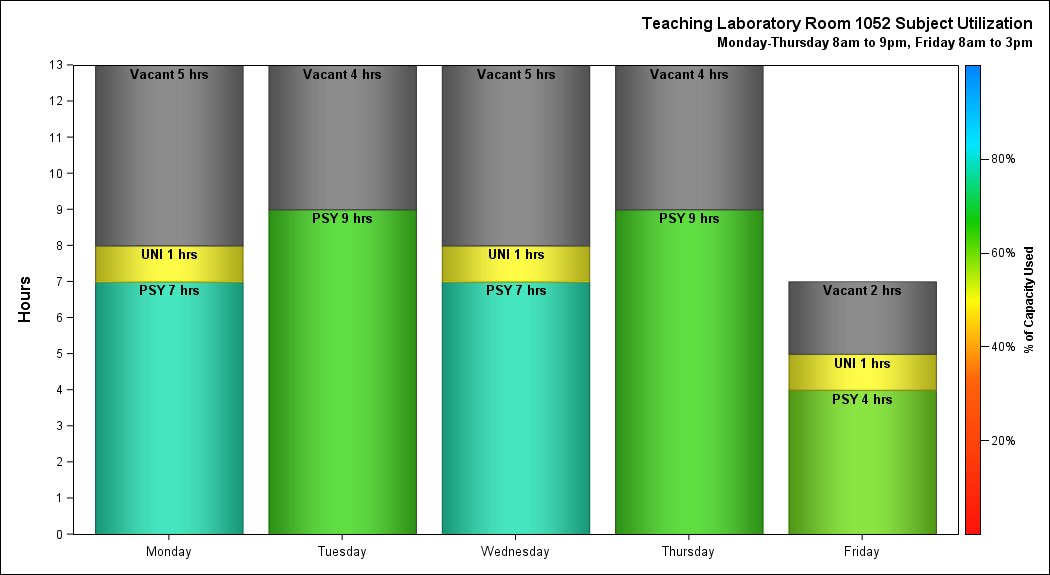 Teaching Laboratory Room 1052 Subject Utilization
Monday-Thursday 8am to 9pm, Friday 8am to 3pm
Hours
13
12
11
10
9
8
7
6
5
4
3
2
1
0
Vacant 5 hrs
UNI 1 hrs
PSY 7 hrs
Vacant 4 hrs
PSY 9 hrs
Vacant 5 hrs
UNI 1 hrs
PSY 7 hrs
Vacant 4 hrs
PSY 9 hrs
Vacant 2 hrs
UNI 1 hrs
PSY 4 hrs
Monday
Tuesday
Wednesday
Thursday
Friday
80%
60%
40%
20%
% of Capacity Used